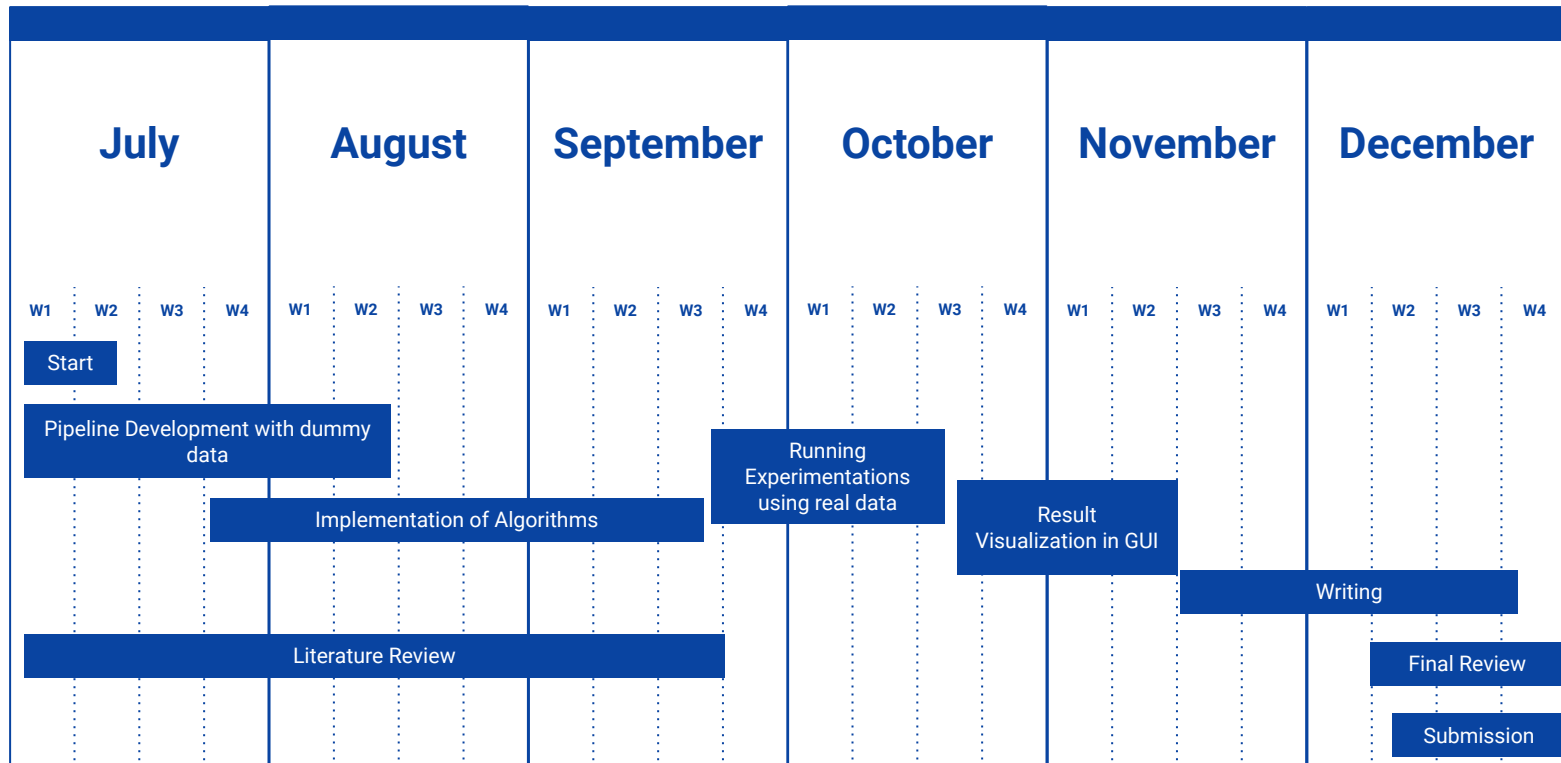 July August September October November December
W1 W2 W3 W4 W1 W2 W3 W4 W1 W2 W3 W4 W1 W2 W3 W4 W1 W2 W3 W4 W1 W2 W3 W4
Start
Pipeline Development with dummy
data
Running
Experimentations
using real data
Implementation of Algorithms
Result
Visualization in GUI
Writing
Literature Review
Final Review
Submission